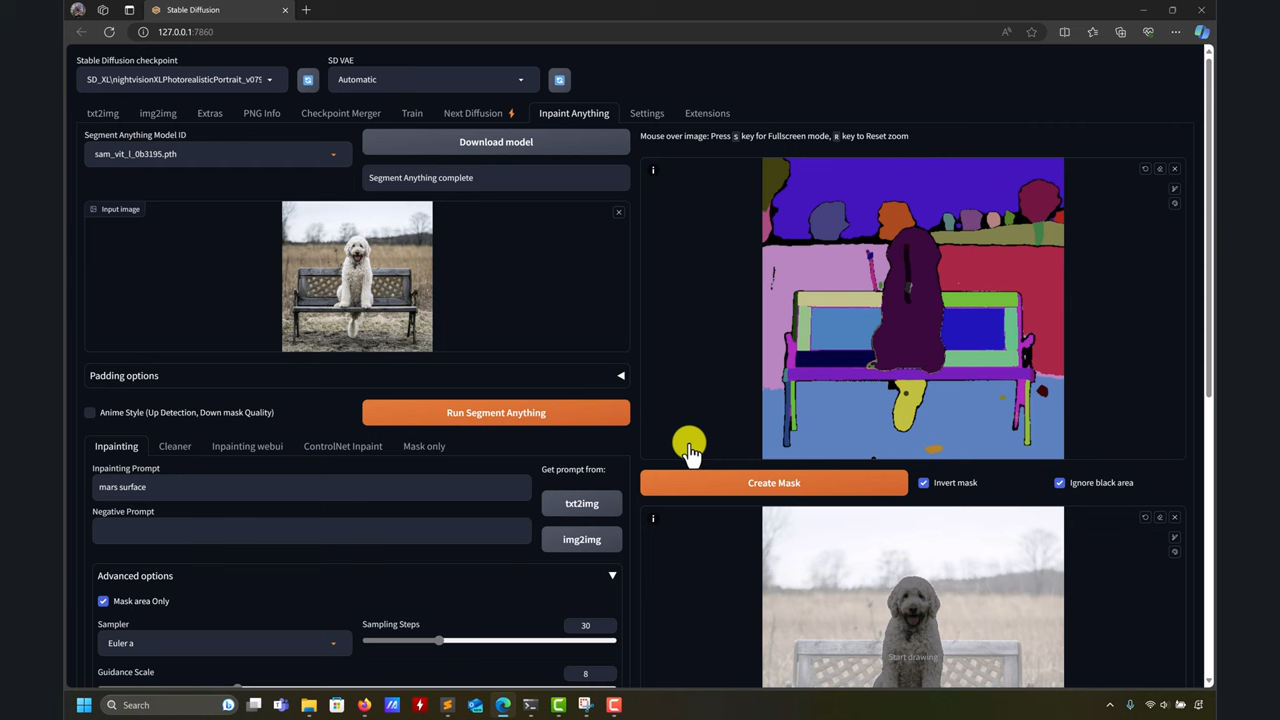 Stable Diffusion
127.0.0.1:7860
Stable Diffusion checkpoint
SD VAE
SD_XL\nightvisionXLPhotorealisticPortrait_v079
Automatic
txt2img
img2img
Extras
PNG Info
Checkpoint Merger
Train
Next Diffusion
Inpaint Anything
Settings
Extensions
Segment Anything Model ID
sam_vit_l_0b3195.pth
Download model
Segment Anything complete
Mouse over image: Press S key for Fullscreen mode, R key to Reset zoom
Input image
Padding options
Anime Style (Up Detection, Down mask Quality)
Run Segment Anything
Inpainting
Cleaner
Inpainting webui
ControlNet Inpaint
Mask only
Inpainting Prompt
mars surface
Get prompt from:
txt2img
Negative Prompt
img2img
Create Mask
Invert mask
Ignore black area
Advanced options
Mask area Only
Sampler
Euler a
Sampling Steps
30
Guidance Scale
8
Start drawing
Search